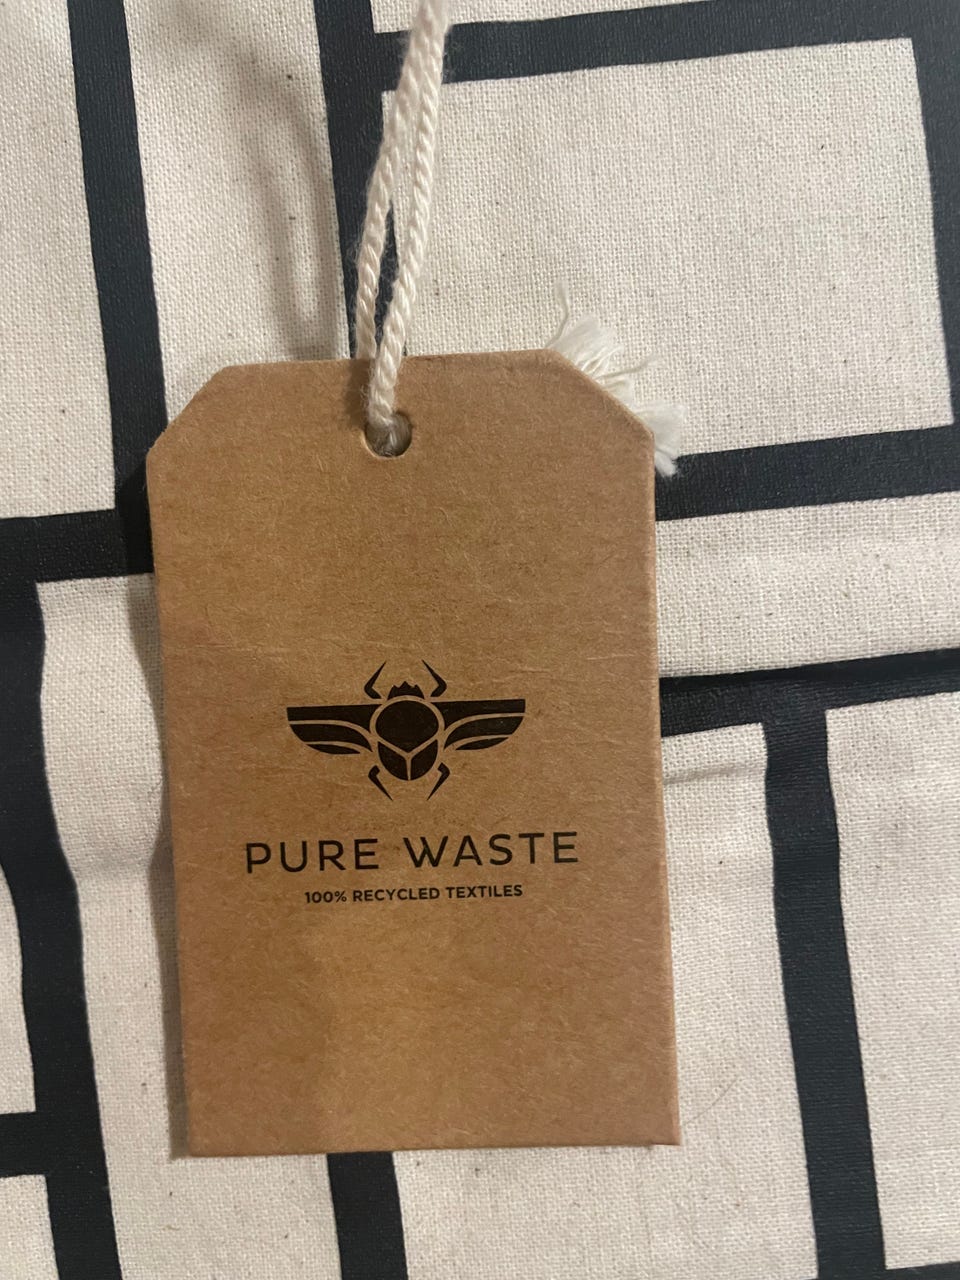 PURE WASTE
100% RECYCLED TEXTILES